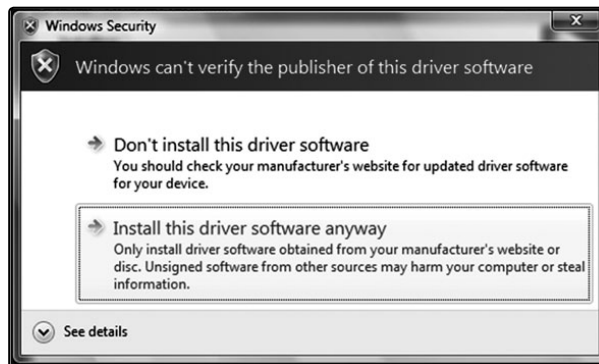 Windows Security
Windows can't verify the publisher of this driver software
Don't install this driver software
You should check your manufacturer's website for updated driver software
for your device.
Install this driver software anyway
Only install driver software obtained from your manufacturer's website or
disc. Unsigned software from other sources may harm your computer or steal
information.
See details